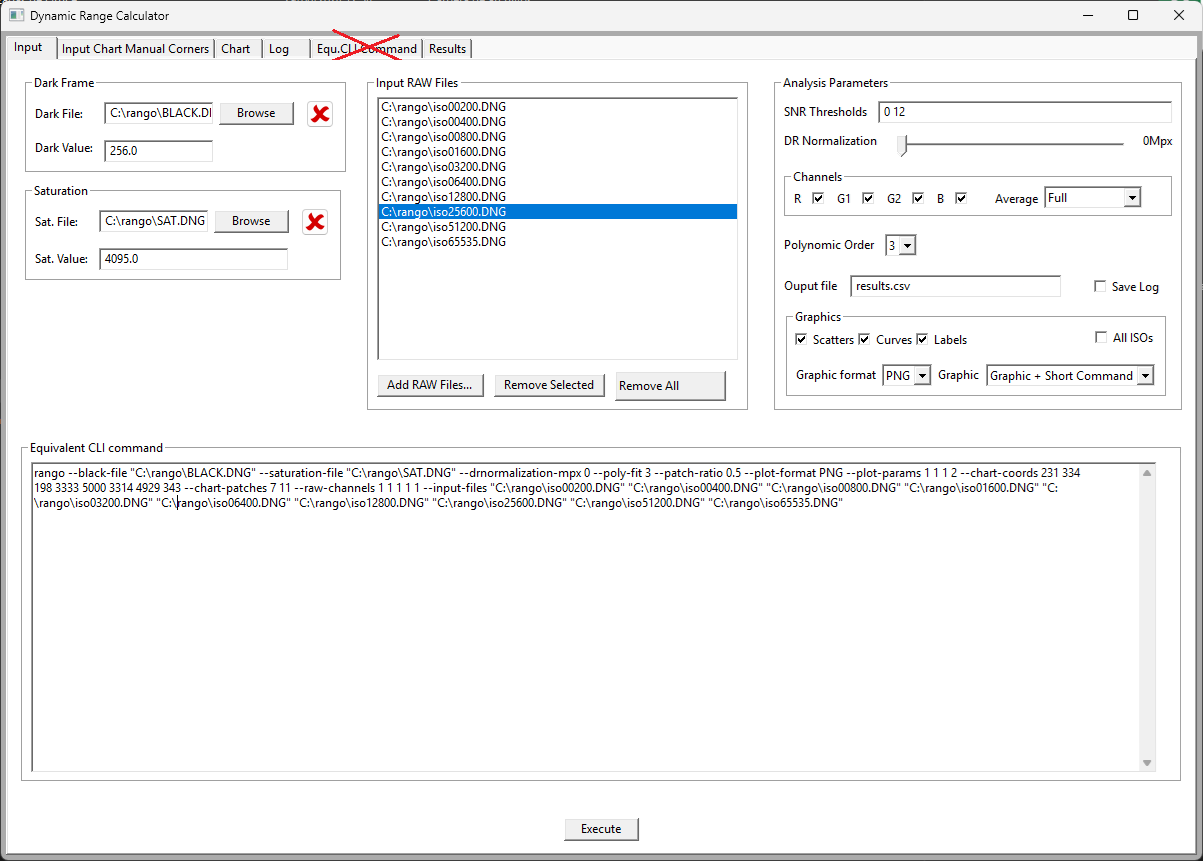 Dynamic Range Calculator
Input Input Chart Manual Corners Chart Log Equ.CLI Command Results
Dark Frame
Dark File: C:\rango\BLACK.DI Browse
Dark Value: 256.0
Saturation
Sat. File: C:\rango\SAT.DNG Browse
Sat. Value: 4095.0
Input RAW Files
C:\rango\iso00200.DNG
C:\rango\iso00400.DNG
C:\rango\iso00800.DNG
C:\rango\iso01600.DNG
C:\rango\iso03200.DNG
C:\rango\iso06400.DNG
C:\rango\iso12800.DNG
C:\rango\iso25600.DNG
C:\rango\iso51200.DNG
C:\rango\iso65535.DNG
Add RAW Files... Remove Selected Remove All
Analysis Parameters
SNR Thresholds 0 12
DR Normalization 0Mpx
Channels
R G1 G2 B Average Full
Polynomic Order 3
Ouput file results.csv Save Log
Graphics
Scatters Curves Labels All ISOs
Graphic format PNG Graphic Graphic + Short Command
Equivalent CLI command
rango --black-file "C:\rango\BLACK.DNG" --saturation-file "C:\rango\SAT.DNG" --drnormalization-mpx 0 --poly-fit 3 --patch-ratio 0.5 --plot-format PNG --plot-params 1 1 1 2 --chart-coords 231 334
198 3333 5000 3314 4929 343 --chart-patches 7 11 --raw-channels 1 1 1 1 1 --input-files "C:\rango\iso00200.DNG" "C:\rango\iso00400.DNG" "C:\rango\iso00800.DNG" "C:\rango\iso01600.DNG" "C:
\rango\iso03200.DNG" "C:\rango\iso06400.DNG" "C:\rango\iso12800.DNG" "C:\rango\iso25600.DNG" "C:\rango\iso51200.DNG" "C:\rango\iso65535.DNG"
Execute